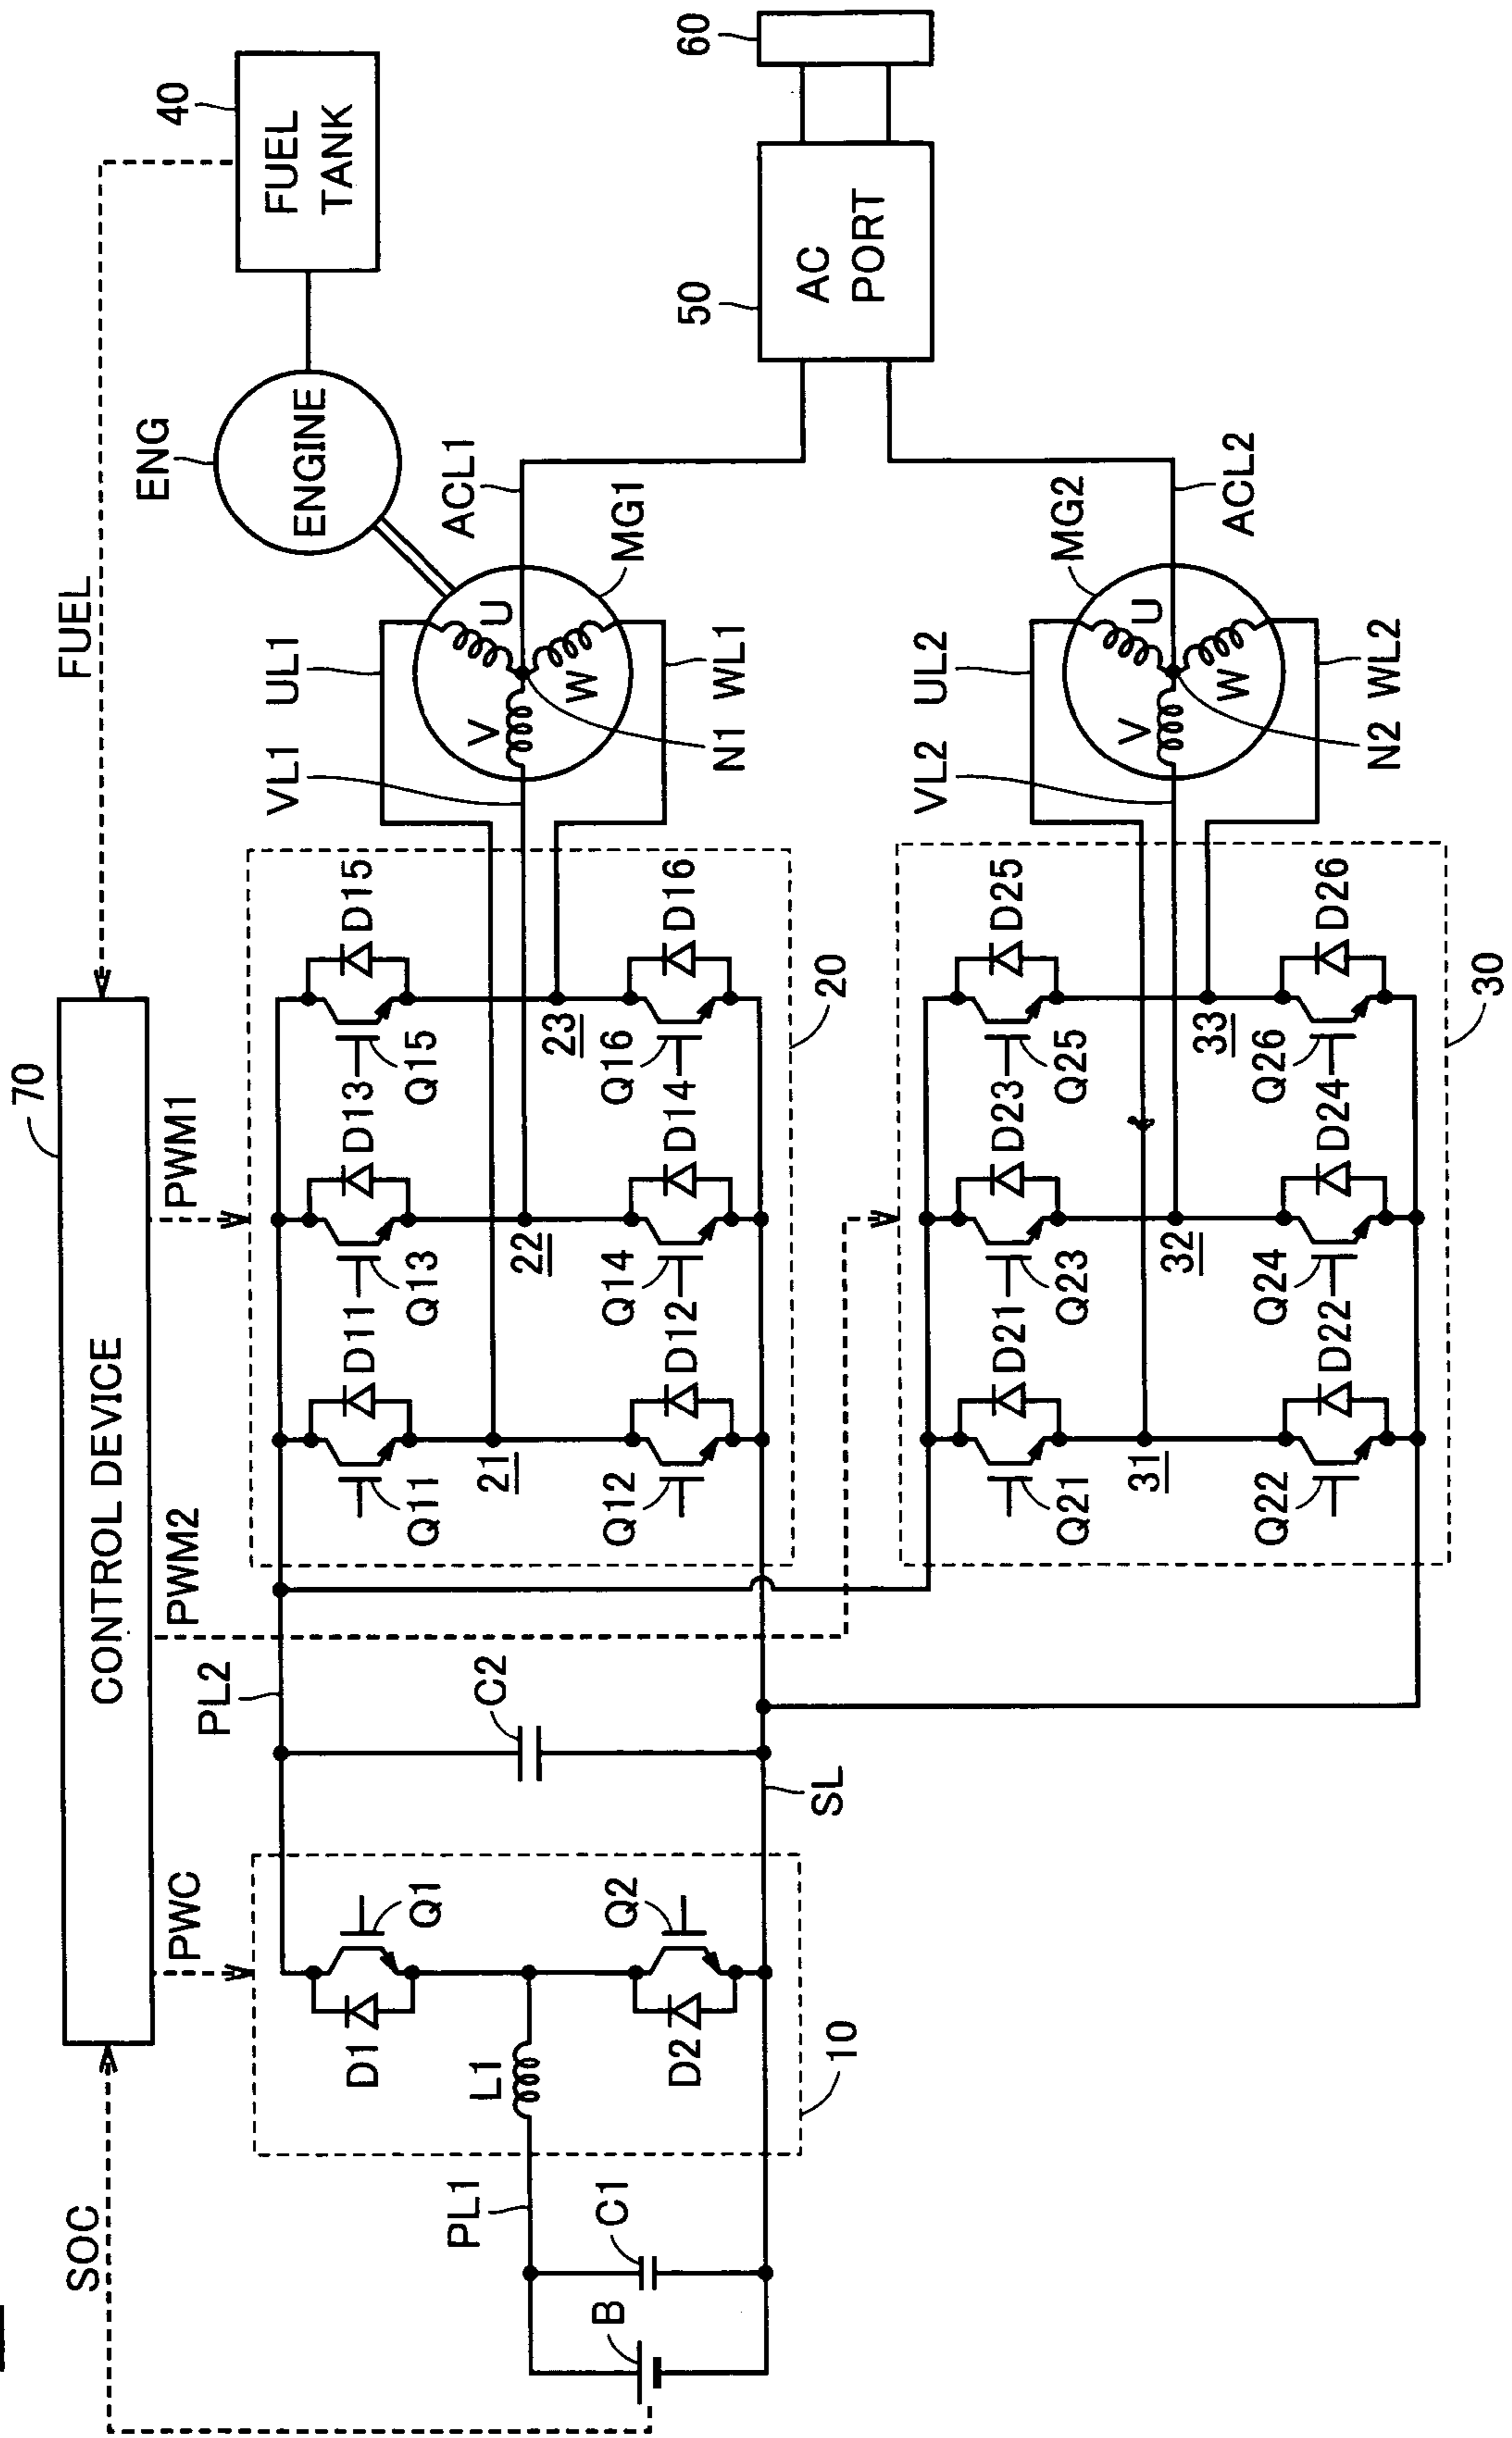 SOC
FUEL
70
CONTROL DEVICE
40
FUEL
TANK
ENG
ENGINE
PWC
PWM2
PWM1
PL2
PL1
L1
D1
Q1
D2
Q2
10
B
C1
C2
SL
Q11
D11
Q13
D13
Q15
D15
21
22
23
Q12
D12
Q14
D14
Q16
D16
20
VL1
UL1
U
V
W
N1
WL1
MG1
ACL1
50
AC
PORT
60
Q21
D21
Q23
D23
Q25
D25
31
32
33
Q22
D22
Q24
D24
Q26
D26
30
VL2
UL2
U
V
W
N2
WL2
MG2
ACL2